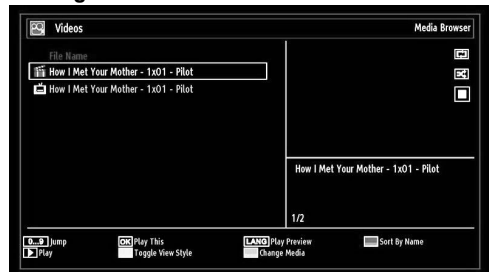 Videos Media Browser
File Name
How I Met Your Mother - 1x01 - Pilot
How I Met Your Mother - 1x01 - Pilot
How I Met Your Mother - 1x01 - Pilot
1/2
0...9 Jump OK Play This LANG Play Preview Sort By Name
Play Toggle View Style Change Media